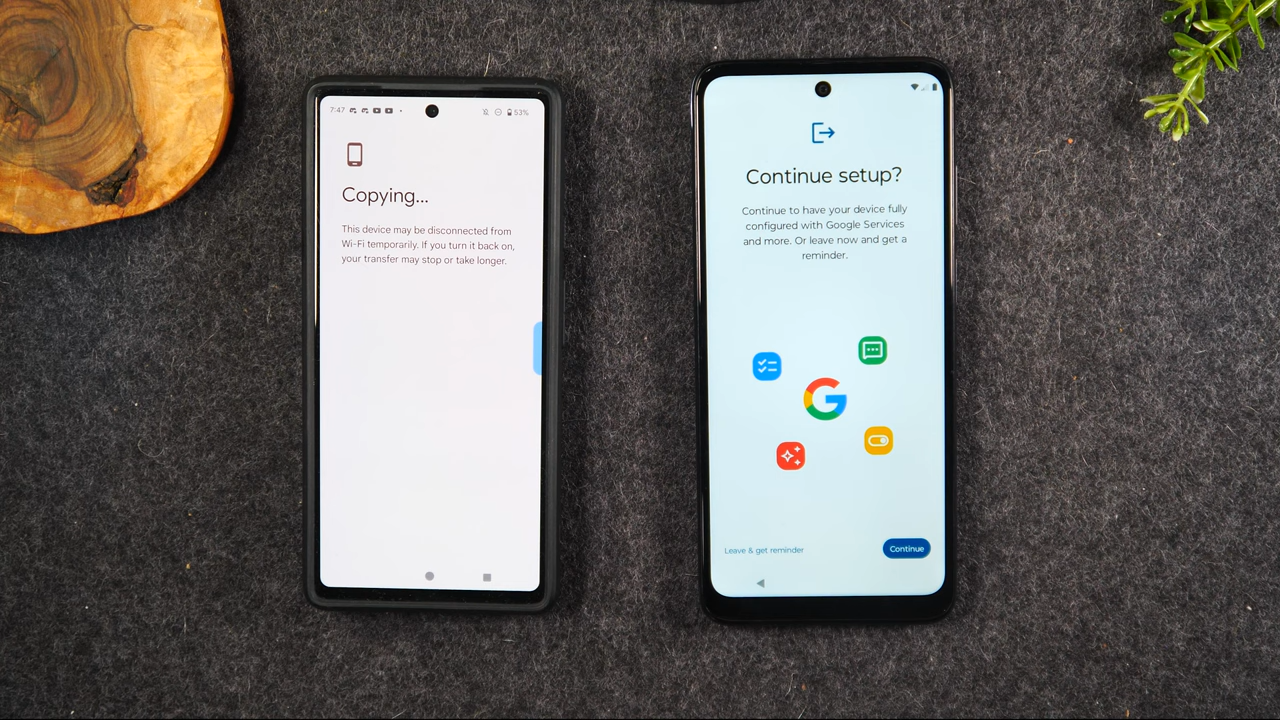 7:47
53%
Copying...
This device may be disconnected from
Wi-Fi temporarily. If you turn it back on,
your transfer may stop or take longer.
Continue setup?
Continue to have your device fully
configured with Google Services
and more. Or leave now and get a
reminder.
G
Leave & get reminder
Continue